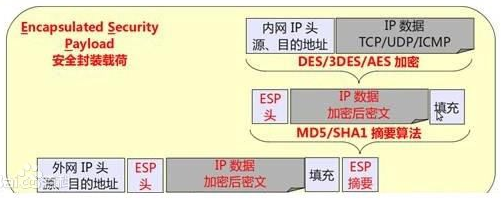 Encapsulated Security
Payload
安全封装载荷
内网 IP 头
源、目的地址
IP 数据
TCP/UDP/ICMP
DES/3DES/AES 加密
ESP
头
IP 数据
加密后密文
填充
MD5/SHA1 摘要算法
外网 IP 头
源、目的地址
ESP
头
IP 数据
加密后密文
填充
ESP
摘要